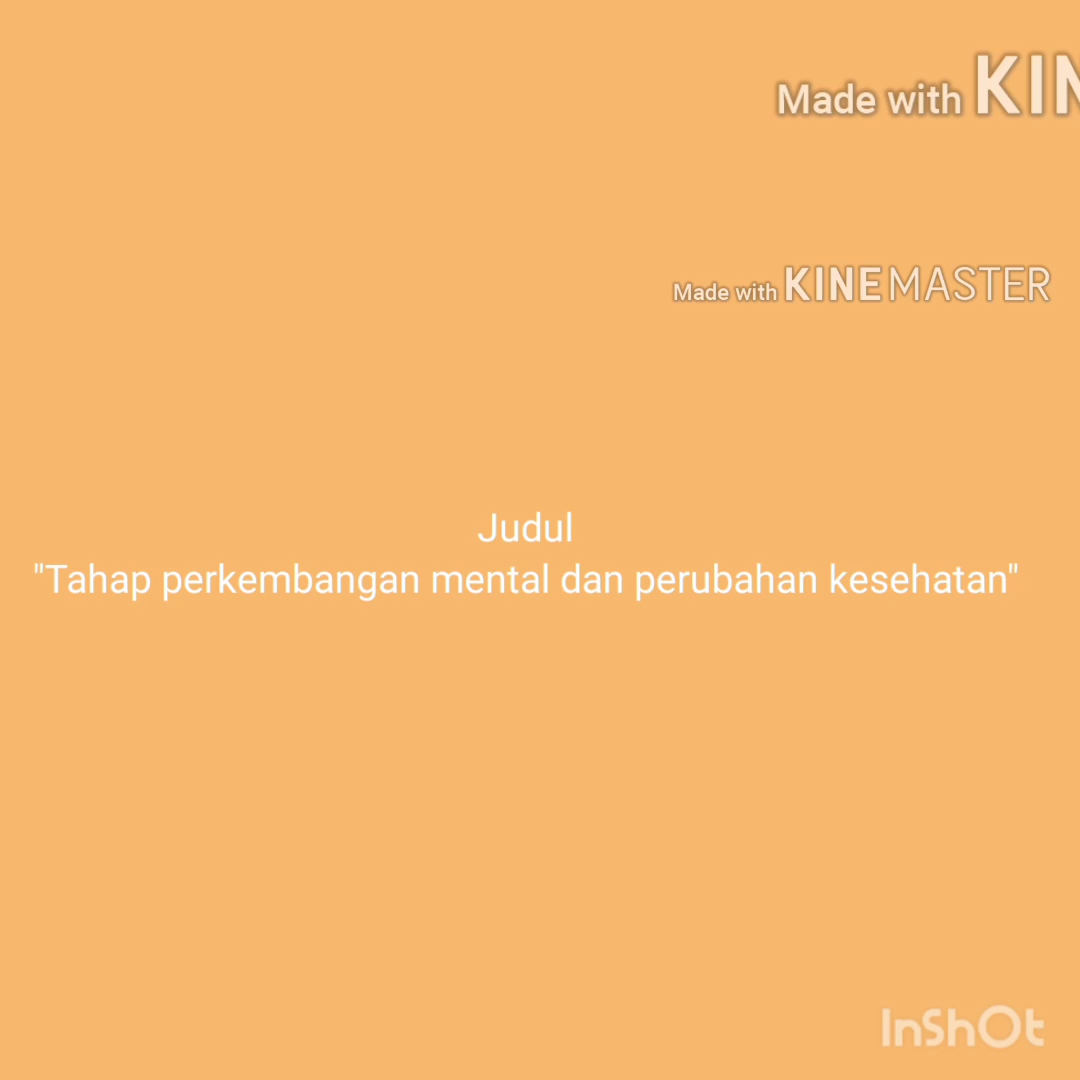 Made with KIN
Made with KINEMASTER
Judul
"Tahap perkembangan mental dan perubahan kesehatan"
InShOt